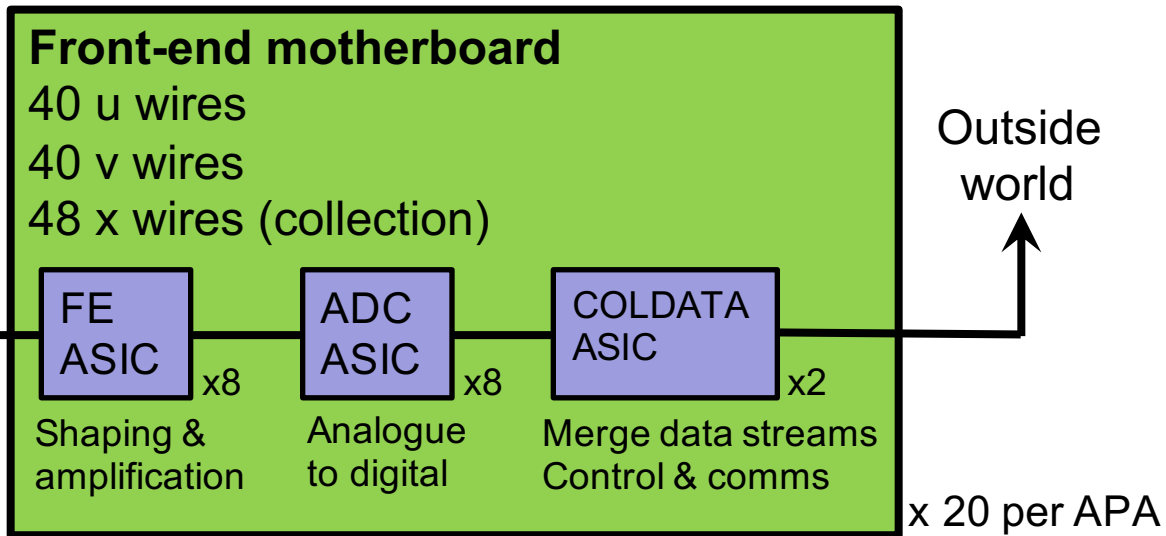 Front-end motherboard
40 u wires
40 v wires
48 x wires (collection)
Outside
world
FE
ASIC
x8
ADC
ASIC
x8
COLDATA
ASIC
x2
Shaping &
amplification
Analogue
to digital
Merge data streams
Control & comms
x 20 per APA